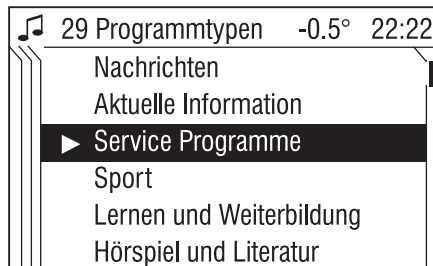 29 Programmtypen -0.5° 22:22
Nachrichten
Aktuelle Information
Service Programme
Sport
Lernen und Weiterbildung
Hörspiel und Literatur